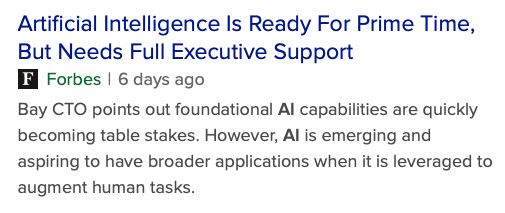 Artificial Intelligence Is Ready For Prime Time,
But Needs Full Executive Support
F Forbes | 6 days ago
Bay CTO points out foundational AI capabilities are quickly
becoming table stakes. However, AI is emerging and
aspiring to have broader applications when it is leveraged to
augment human tasks.